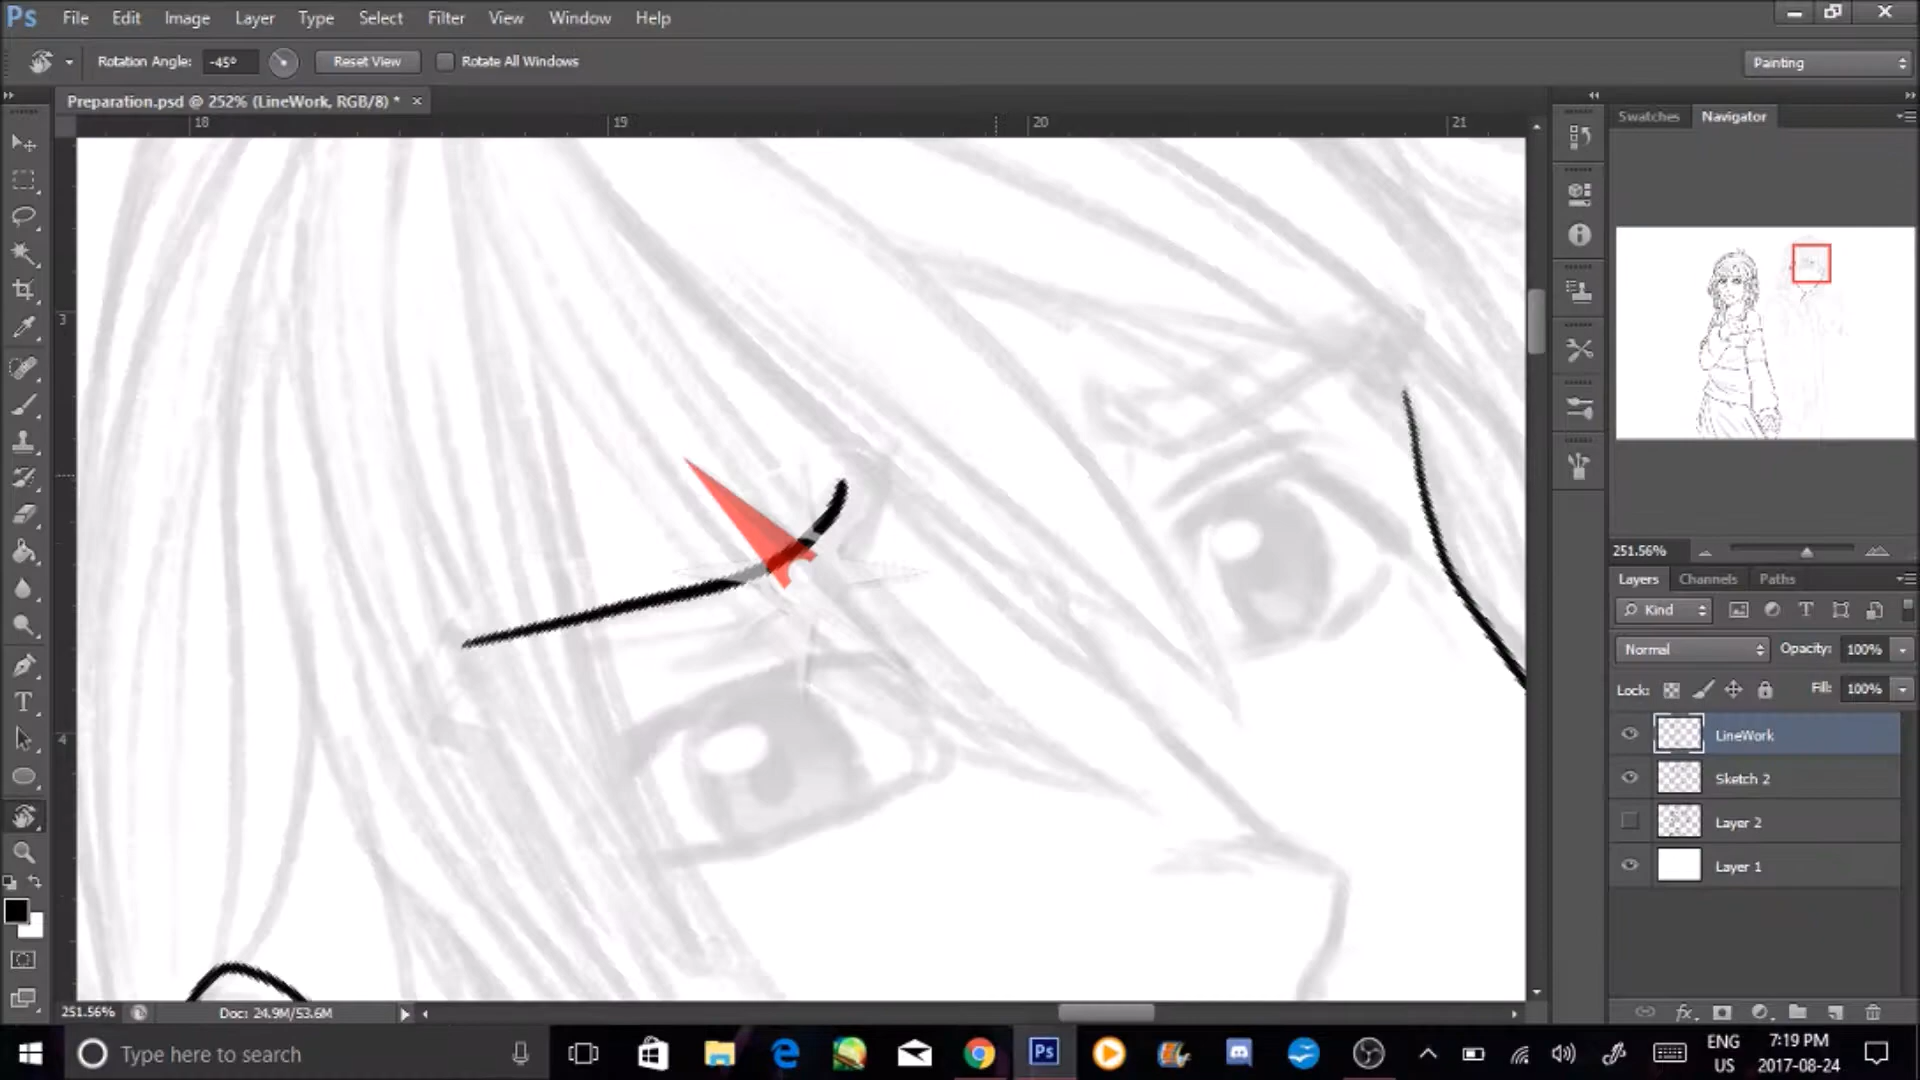 Ps File Edit Image Layer Type Select Filter View Window Help
Rotation Angle: -45° Reset View Rotate All Windows Painting
Preparation.psd @ 252% (LineWork, RGB/8) * ×
Swatches Navigator
18 19 20 21
3
4
251.56%
Layers Channels Paths
Kind
Normal Opacity: 100%
Lock: Fill: 100%
LineWork
Sketch 2
Layer 2
Layer 1
251.56% Doc: 24.9M/53.6M
Type here to search
Ps
ENG
US
7:19 PM
2017-08-24